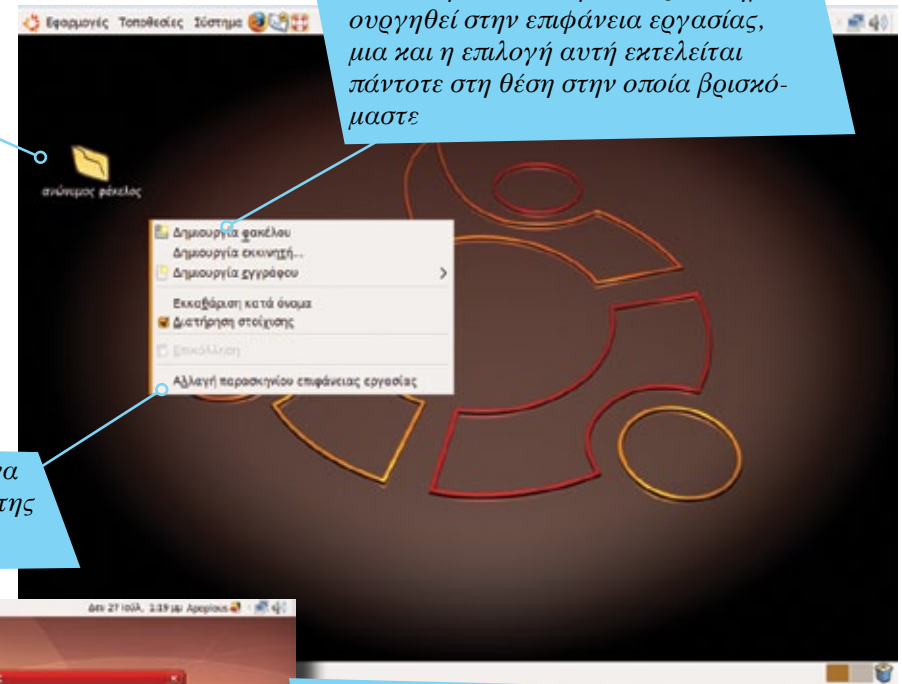 Εφαρμογές Τοποθεσίες Σύστημα
ουργηθεί στην επιφάνεια εργασίας,
μια και η επιλογή αυτή εκτελείται
πάντοτε στη θέση στην οποία βρισκό-
μαστε
ανώνυμος φάκελος
Δημιουργία φακέλου
Δημιουργία εκκινητή...
Δημιουργία εγγράφου
Εκκαθάριση κατά όνομα
Διατήρηση στοίχισης
Επικόλληση
Αλλαγή παρασκηνίου επιφάνειας εργασίας
να
της
Δευ 27 Ιούλ, 1:19 μμ